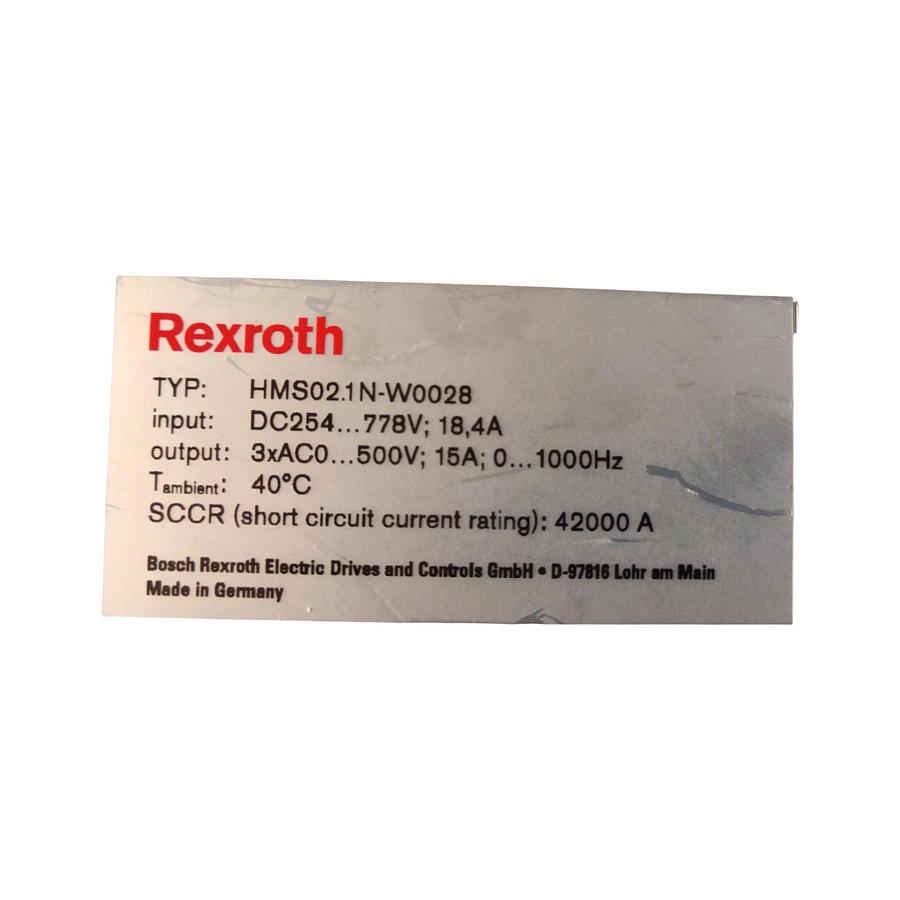 Rexroth
TYP: HMS02.1N-W0028
input: DC254...778V; 18,4A
output: 3xAC0...500V; 15A; 0...1000Hz
Tambient: 40°C
SCCR (short circuit current rating): 42000 A
Bosch Rexroth Electric Drives and Controls GmbH • D-97816 Lohr am Main
Made in Germany